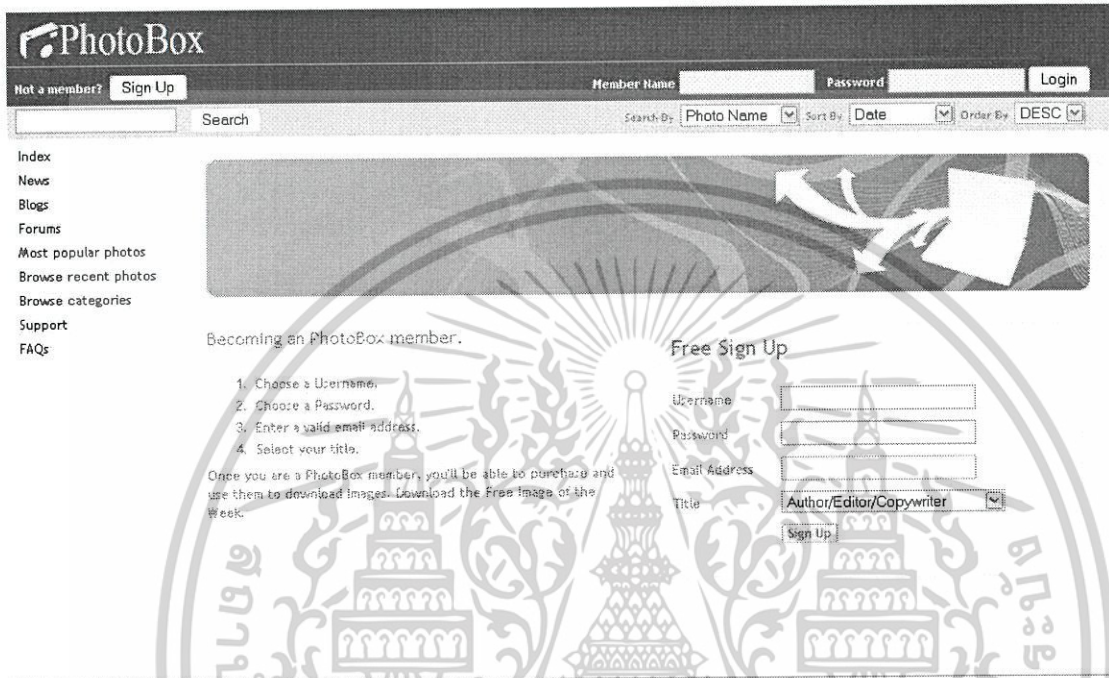 PhotoBox
Not a member? Sign Up Member Name Password Login
Search Search By Photo Name Sort By Date Order By DESC
Index
News
Blogs
Forums
Most popular photos
Browse recent photos
Browse categories
Support
FAQs
Becoming an PhotoBox member.
1. Choose a Username.
2. Choose a Password.
3. Enter a valid email address.
4. Select your title.
Once you are a PhotoBox member, you'll be able to purchase and
use them to download images. Download the Free Image of the
Week.
Free Sign Up
Username
Password
Email Address
Title Author/Editor/Copywriter
Sign Up